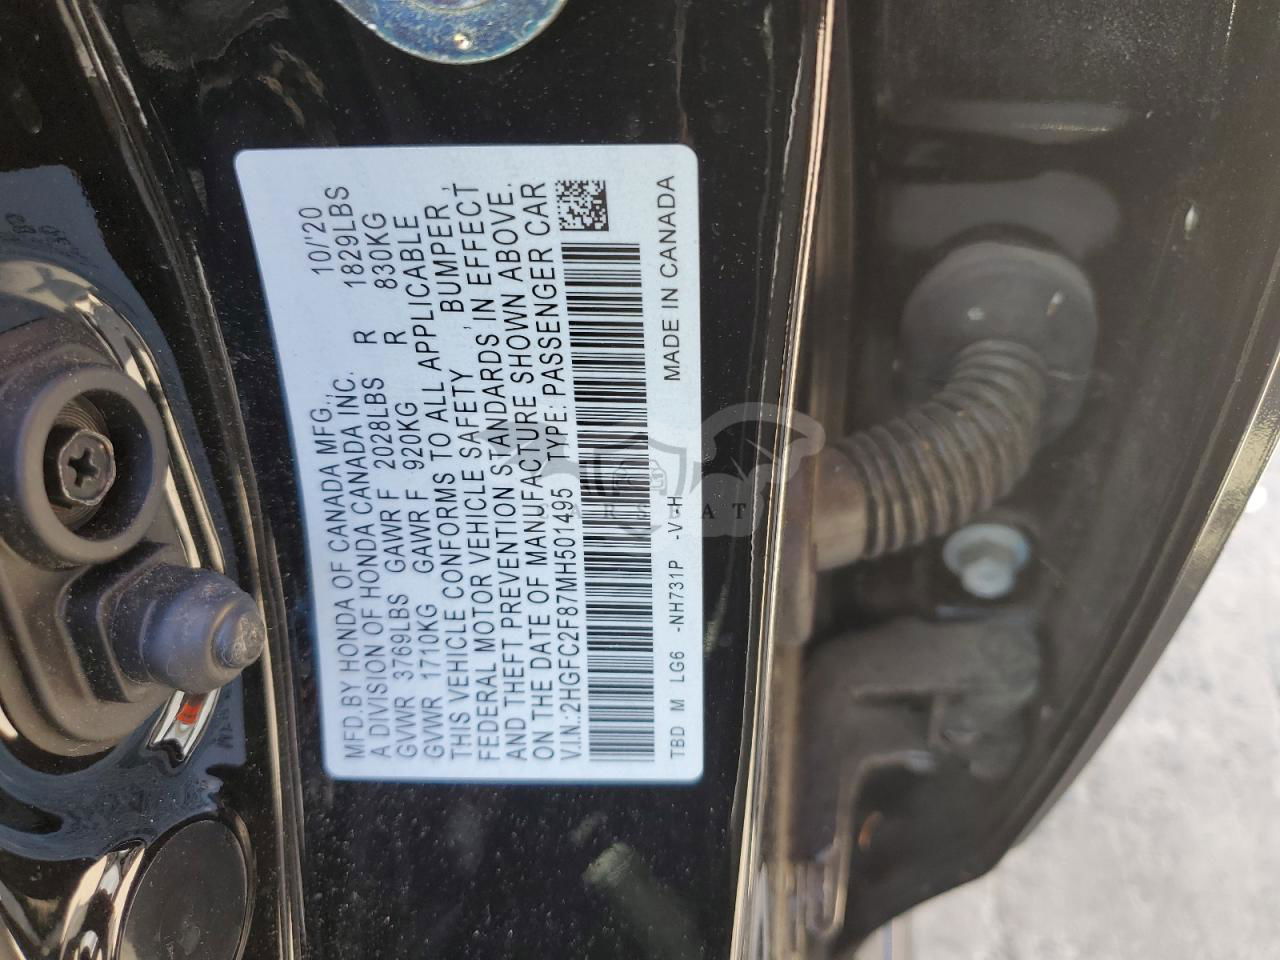 MFD.BY HONDA OF CANADA MFG., 10/'20
A DIVISION OF HONDA CANADA INC.
GVWR 3769LBS GAWR F 2028LBS R 1829LBS
GVWR 1710KG GAWR F 920KG R 830KG
THIS VEHICLE CONFORMS TO ALL APPLICABLE
FEDERAL MOTOR VEHICLE SAFETY, BUMPER,
AND THEFT PREVENTION STANDARDS IN EFFECT
ON THE DATE OF MANUFACTURE SHOWN ABOVE.
V.I.N.:2HGFC2F87MH501495 TYPE:PASSENGER CAR
TBD M LG6 -NH731P -V-H MADE IN CANADA